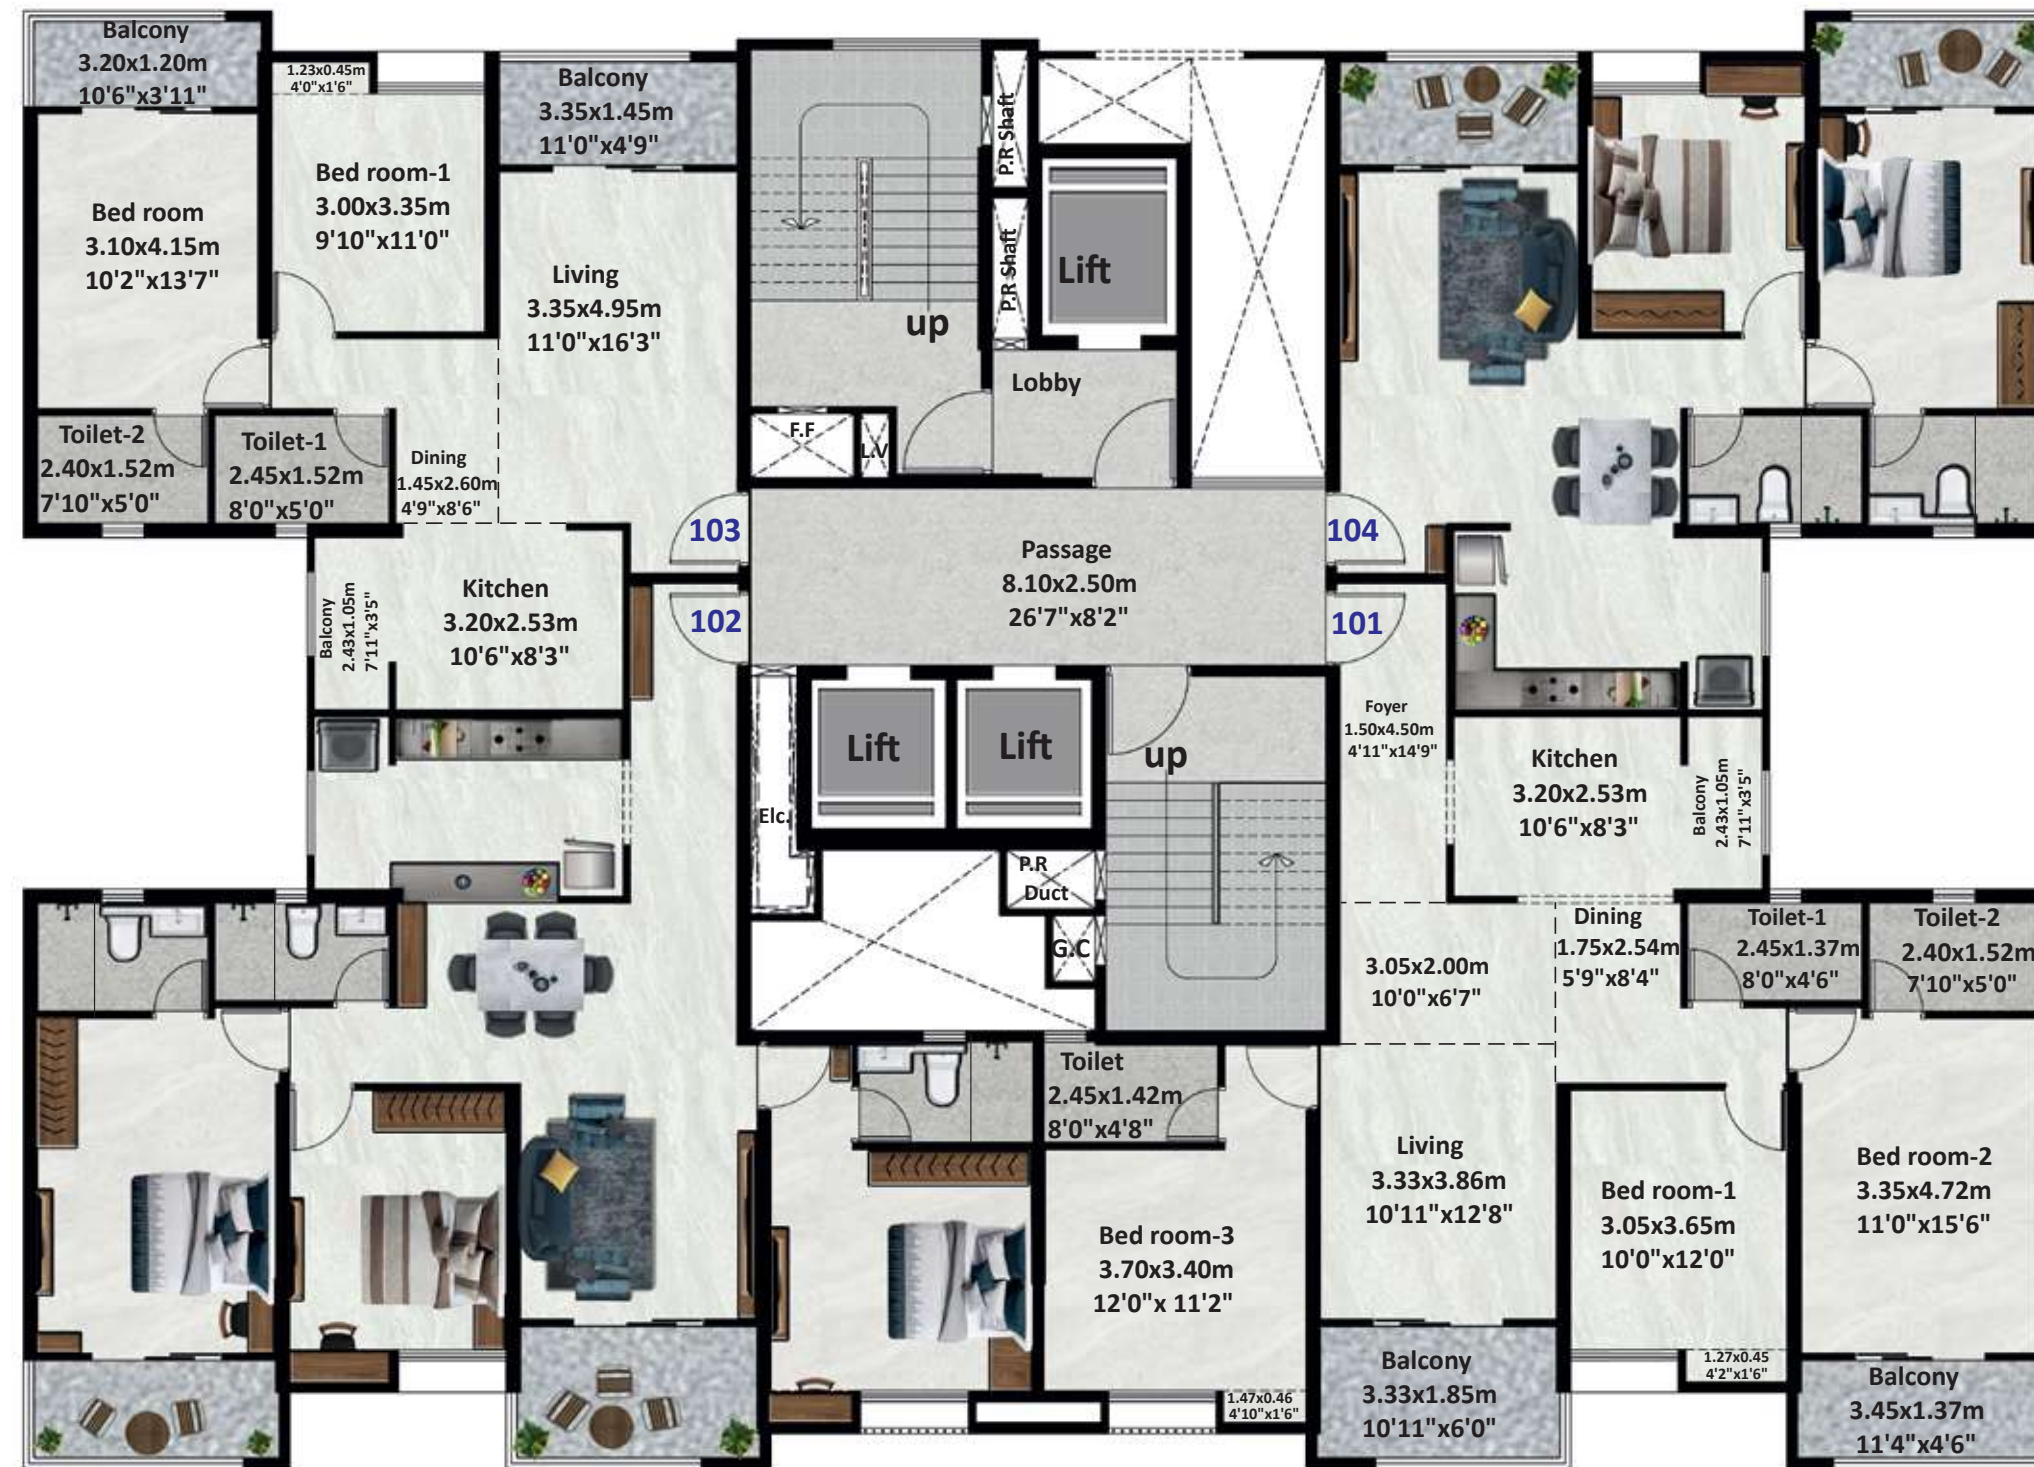 Balcony
3.20x1.20m
10'6"x3'11"
1.23x0.45m
4'0"x1'6"
Balcony
3.35x1.45m
11'0"x4'9"
Bed room
3.10x4.15m
10'2"x13'7"
Bed room-1
3.00x3.35m
9'10"x11'0"
Living
3.35x4.95m
11'0"x16'3"
up
P.R Shaft
P.R Shaft
Lift
Lobby
F.F
L.V
Toilet-2
2.40x1.52m
7'10"x5'0"
Toilet-1
2.45x1.52m
8'0"x5'0"
Dining
1.45x2.60m
4'9"x8'6"
103
104
Passage
8.10x2.50m
26'7"x8'2"
102
101
Balcony
2.43x1.05m
7'11"x3'5"
Kitchen
3.20x2.53m
10'6"x8'3"
Lift
Lift
up
Elc.
P.R
Duct
G.C
Foyer
1.50x4.50m
4'11"x14'9"
Kitchen
3.20x2.53m
10'6"x8'3"
Balcony
2.43x1.05m
7'11"x3'5"
3.05x2.00m
10'0"x6'7"
Dining
1.75x2.54m
5'9"x8'4"
Toilet-1
2.45x1.37m
8'0"x4'6"
Toilet-2
2.40x1.52m
7'10"x5'0"
Toilet
2.45x1.42m
8'0"x4'8"
Living
3.33x3.86m
10'11"x12'8"
Bed room-1
3.05x3.65m
10'0"x12'0"
Bed room-2
3.35x4.72m
11'0"x15'6"
Bed room-3
3.70x3.40m
12'0"x 11'2"
1.47x0.46
4'10"x1'6"
Balcony
3.33x1.85m
10'11"x6'0"
1.27x0.45
4'2"x1'6"
Balcony
3.45x1.37m
11'4"x4'6"